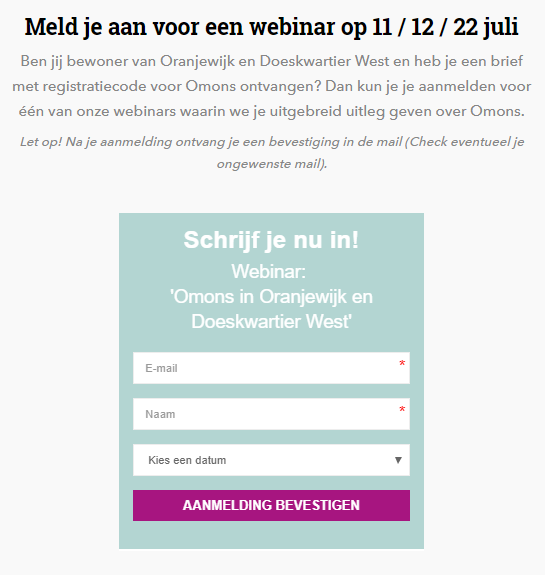 Meld je aan voor een webinar op 11 / 12 / 22 juli
Ben jij bewoner van Oranjewijk en Doeskwartier West en heb je een brief
met registratiecode voor Omons ontvangen? Dan kun je je aanmelden voor
één van onze webinars waarin we je uitgebreid uitleg geven over Omons.
Let op! Na je aanmelding ontvang je een bevestiging in de mail (Check eventueel je
ongewenste mail).
Schrijf je nu in!
Webinar:
'Omons in Oranjewijk en
Doeskwartier West'
E-mail *
Naam *
Kies een datum ▼
AANMELDING BEVESTIGEN